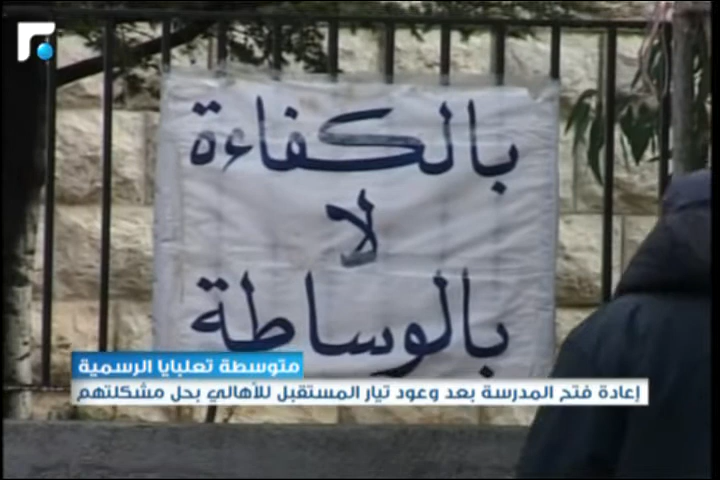 بالكفاءة
لا
بالوساطة
متوسطة تعلبايا الرسمية
إعادة فتح المدرسة بعد وعود تيار المستقبل للأهالي بحل مشكلتهم